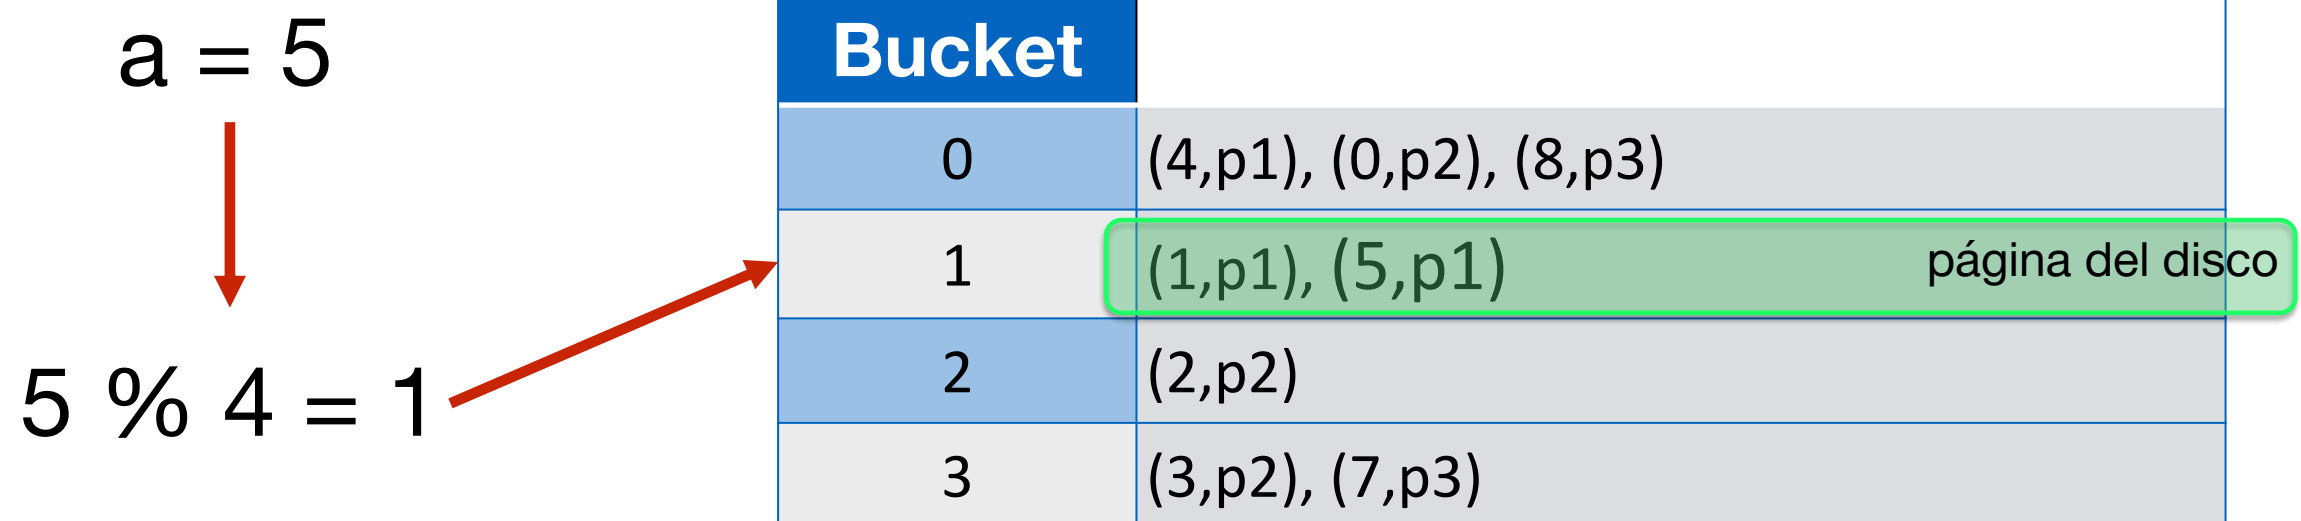 a = 5
5 % 4 = 1
Bucket
0 (4,p1), (0,p2), (8,p3)
1 (1,p1), (5,p1) página del disco
2 (2,p2)
3 (3,p2), (7,p3)